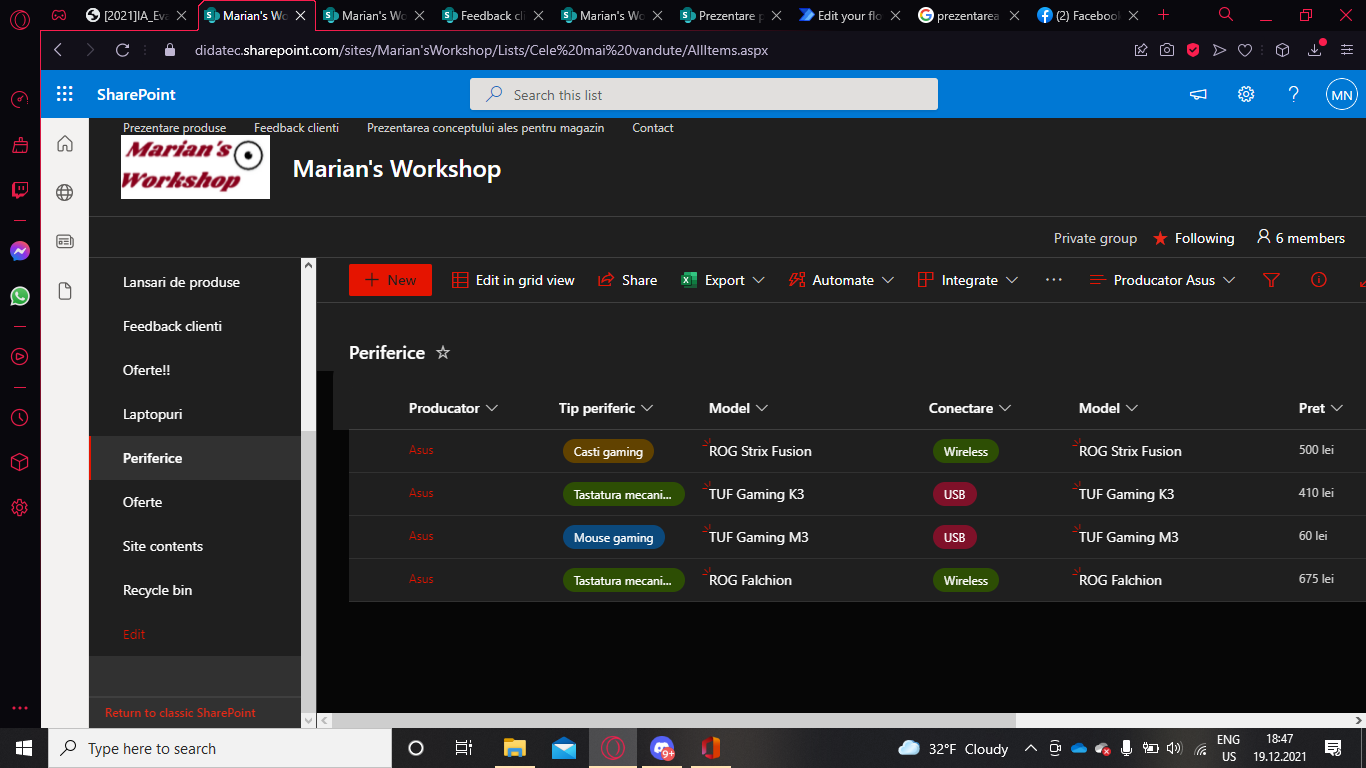 [2021]IA_Eva
Marian's Wo
Marian's Wo
Feedback cli
Marian's Wo
Prezentare p
Edit your flo
prezentarea
(2) Facebook
didatec.sharepoint.com/sites/Marian'sWorkshop/Lists/Cele%20mai%20vandute/AllItems.aspx
SharePoint
Search this list
MN
Prezentare produse Feedback clienti Prezentarea conceptului ales pentru magazin Contact
Marian's
Workshop
Marian's Workshop
Private group Following 6 members
Lansari de produse
Feedback clienti
Oferte!!
Laptopuri
Periferice
Oferte
Site contents
Recycle bin
Edit
Return to classic SharePoint
New Edit in grid view Share Export Automate Integrate ··· Producator Asus
Periferice
Producator Tip periferic Model Conectare Model Pret
Asus Casti gaming ROG Strix Fusion Wireless ROG Strix Fusion 500 lei
Asus Tastatura mecani... TUF Gaming K3 USB TUF Gaming K3 410 lei
Asus Mouse gaming TUF Gaming M3 USB TUF Gaming M3 60 lei
Asus Tastatura mecani... ROG Falchion Wireless ROG Falchion 675 lei
Type here to search
9+
32°F Cloudy
ENG
US
18:47
19.12.2021